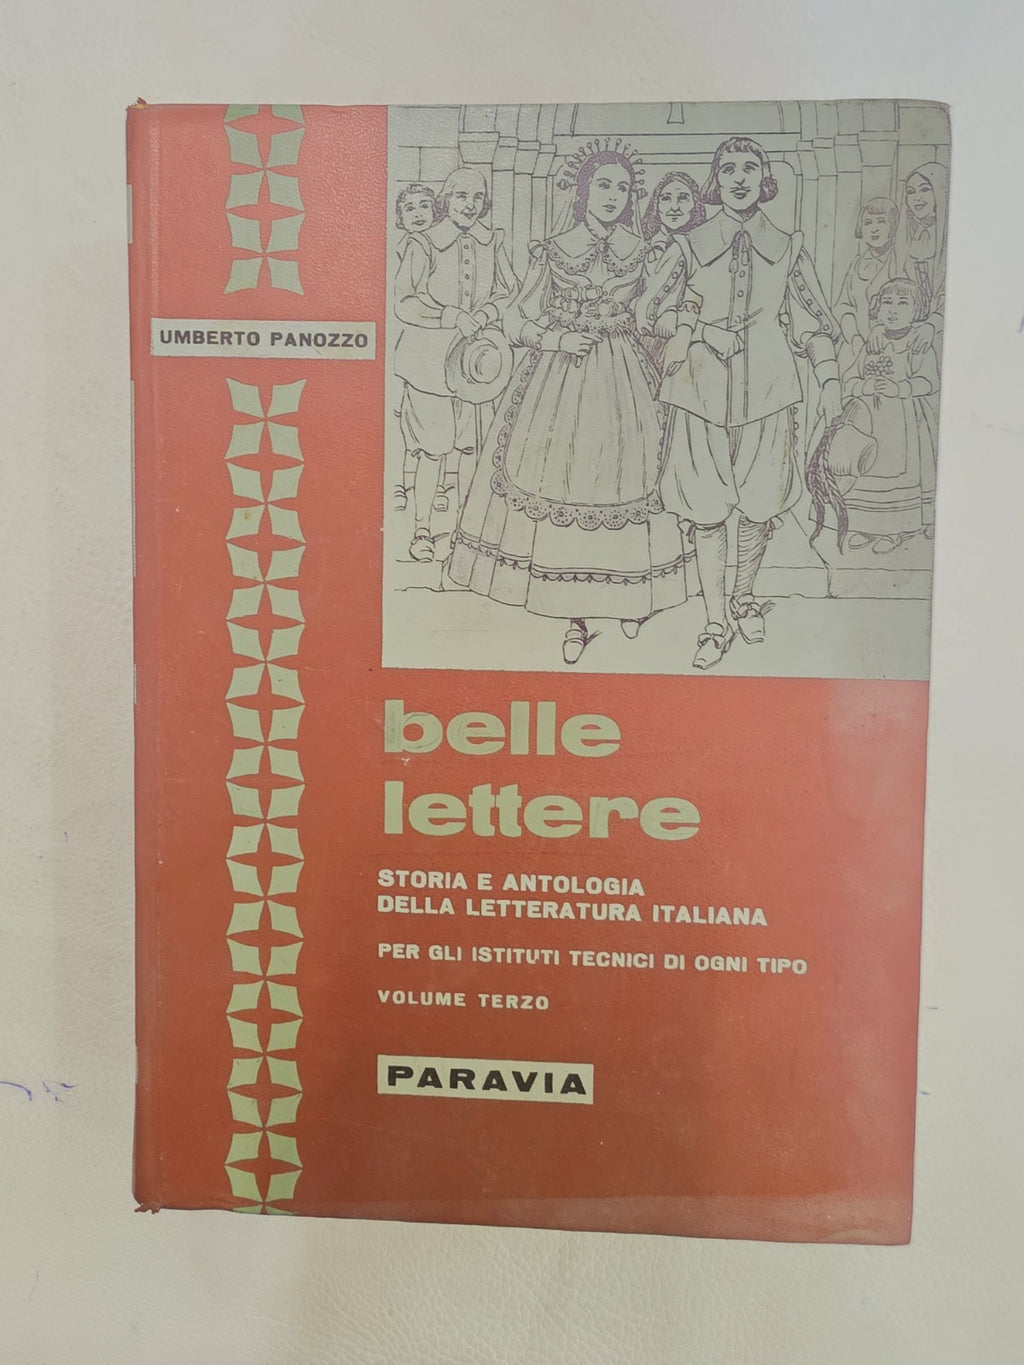 UMBERTO PANOZZO
belle
lettere
STORIA E ANTOLOGIA
DELLA LETTERATURA ITALIANA
PER GLI ISTITUTI TECNICI DI OGNI TIPO
VOLUME TERZO
PARAVIA